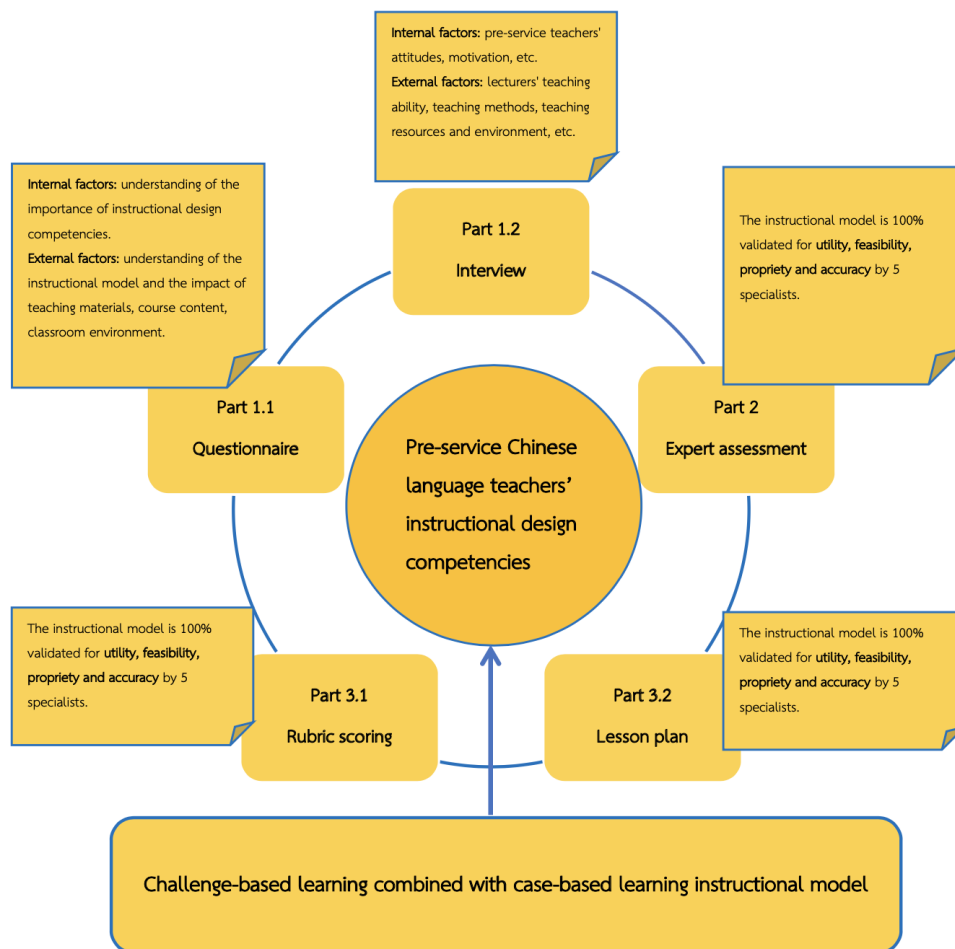 Internal factors: pre-service teachers'
attitudes, motivation, etc.
External factors: lecturers' teaching
ability, teaching methods, teaching
resources and environment, etc.
Internal factors: understanding of the
importance of instructional design
competencies.
External factors: understanding of the
instructional model and the impact of
teaching materials, course content,
classroom environment.
Part 1.2
Interview
The instructional model is 100%
validated for utility, feasibility,
propriety and accuracy by 5
specialists.
Part 1.1
Questionnaire
Pre-service Chinese
language teachers’
instructional design
competencies
Part 2
Expert assessment
The instructional model is 100%
validated for utility, feasibility,
propriety and accuracy by 5
specialists.
Part 3.1
Rubric scoring
Part 3.2
Lesson plan
The instructional model is 100%
validated for utility, feasibility,
propriety and accuracy by 5
specialists.
Challenge-based learning combined with case-based learning instructional model